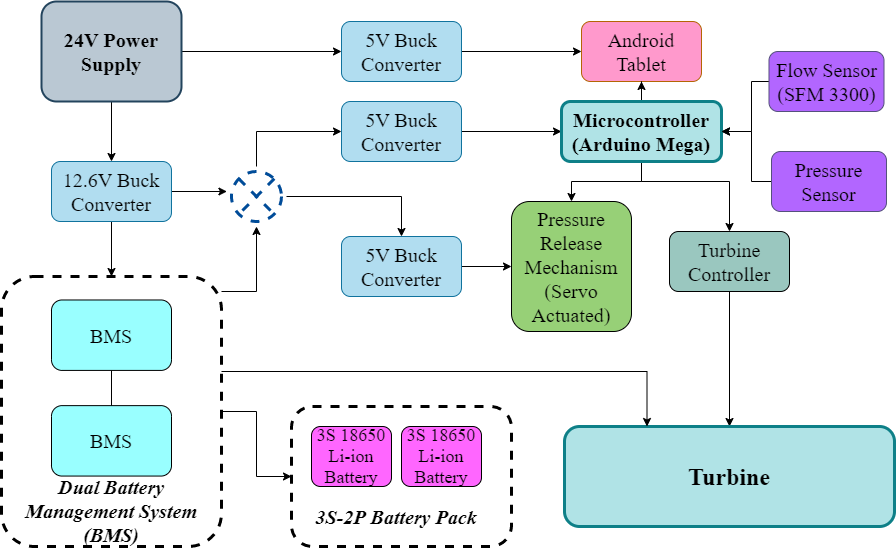 24V Power
Supply
5V Buck
Converter
Android
Tablet
Flow Sensor
(SFM 3300)
5V Buck
Converter
Microcontroller
(Arduino Mega)
Pressure
Sensor
12.6V Buck
Converter
5V Buck
Converter
Pressure
Release
Mechanism
(Servo
Actuated)
Turbine
Controller
BMS
BMS
Dual Battery
Management System
(BMS)
3S 18650
Li-ion
Battery
3S 18650
Li-ion
Battery
3S-2P Battery Pack
Turbine